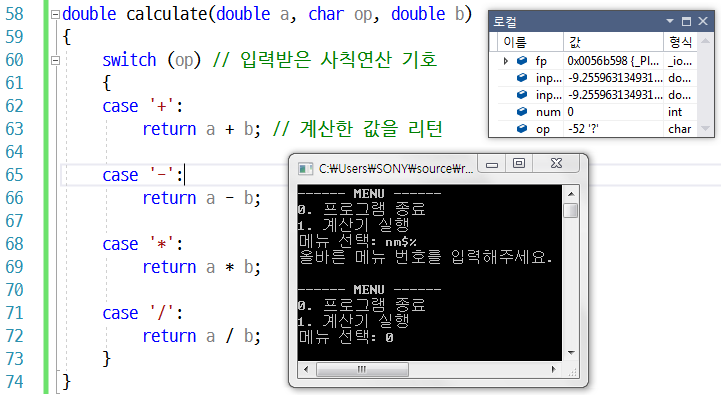 58 double calculate(double a, char op, double b)
59 {
60 switch (op) // 입력받은 사칙연산 기호
61 {
62 case '+':
63 return a + b; // 계산한 값을 리턴
64
65 case '-':
66 return a - b;
67
68 case '*':
69 return a * b;
70
71 case '/':
72 return a / b;
73 }
74 }
로컬
이름 값 형식
fp 0x0056b598 {_Pl... _io...
inp... -9.255963134931... do...
inp... -9.255963134931... do...
num 0 int
op -52 '?' char
C:₩Users₩SONY₩source₩r...
------ MENU ------
0. 프로그램 종료
1. 계산기 실행
메뉴 선택: nm$%
올바른 메뉴 번호를 입력해주세요.
------ MENU ------
0. 프로그램 종료
1. 계산기 실행
메뉴 선택: 0